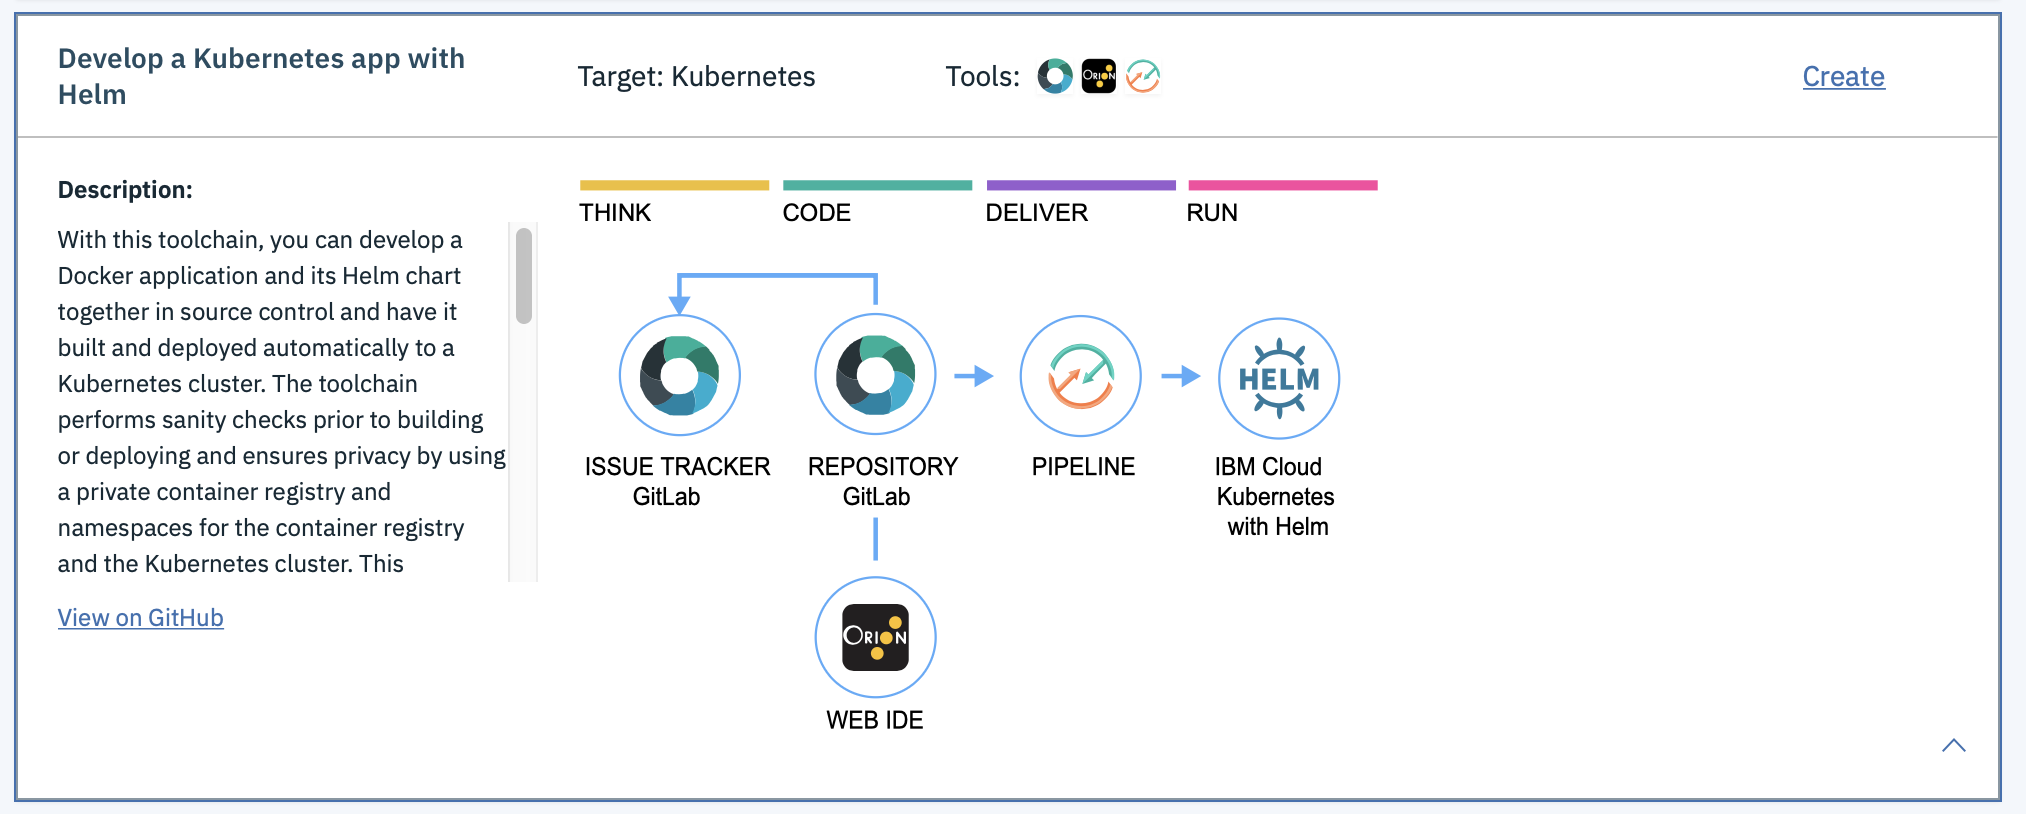 Develop a Kubernetes app with
Helm
Target: Kubernetes
Tools:
ORION
Create
Description:
With this toolchain, you can develop a
Docker application and its Helm chart
together in source control and have it
built and deployed automatically to a
Kubernetes cluster. The toolchain
performs sanity checks prior to building
or deploying and ensures privacy by using
a private container registry and
namespaces for the container registry
and the Kubernetes cluster. This
View on GitHub
THINK
CODE
DELIVER
RUN
HELM
ISSUE TRACKER
GitLab
REPOSITORY
GitLab
PIPELINE
IBM Cloud
Kubernetes
with Helm
ORION
WEB IDE